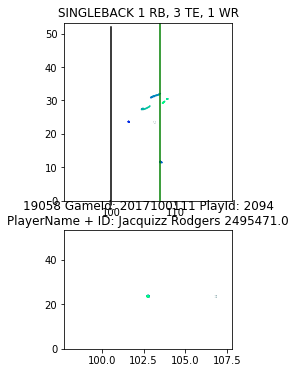 SINGLEBACK 1 RB, 3 TE, 1 WR
50
40
30
20
10
0
100 110
19058 GameId: 2017100111 PlayId: 2094
PlayerName + ID: Jacquizz Rodgers 2495471.0
40
20
0
100.0 102.5 105.0 107.5